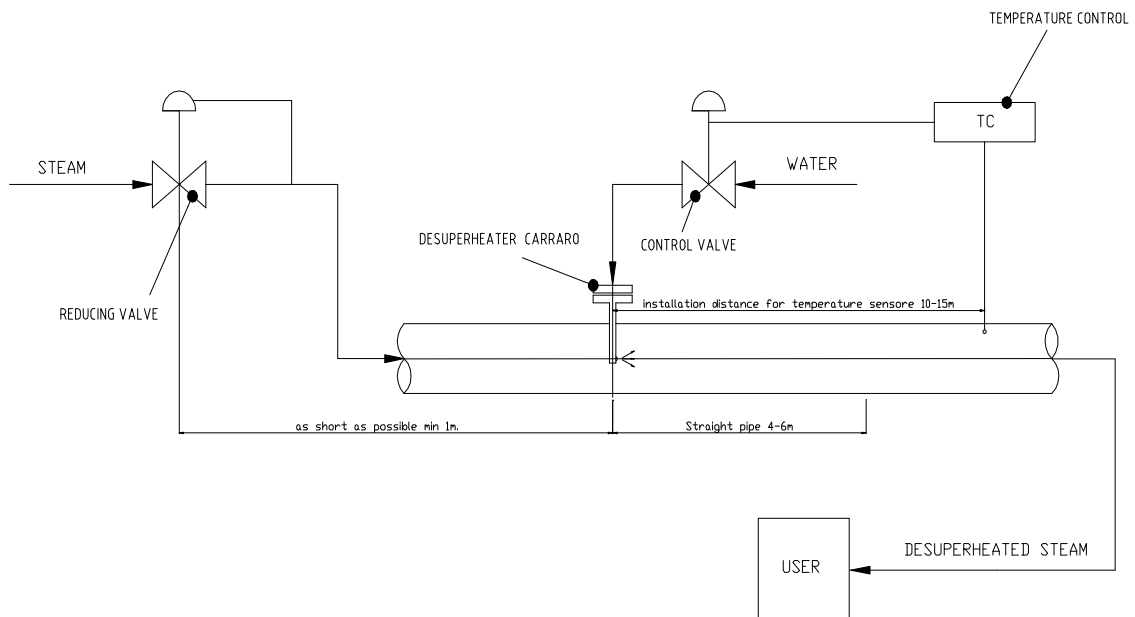 TEMPERATURE CONTROL
TC
STEAM
WATER
DESUPERHEATER CARRARO
CONTROL VALVE
REDUCING VALVE
installation distance for temperature sensore 10-15m
as short as possible min 1m.
Straight pipe 4-6m
USER
DESUPERHEATED STEAM